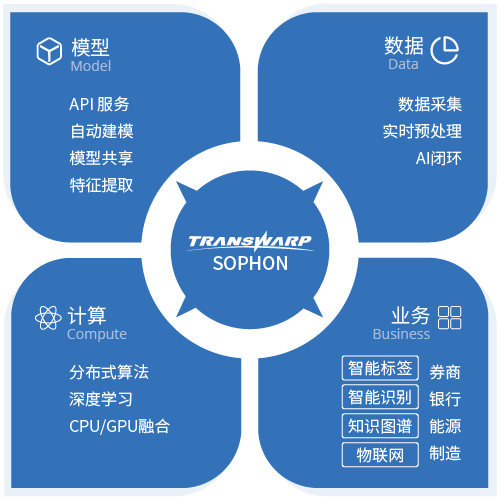 模型
Model
API 服务
自动建模
模型共享
特征提取
数据
Data
数据采集
实时预处理
AI闭环
TRANSWARP
SOPHON
计算
Compute
分布式算法
深度学习
CPU/GPU融合
业务
Business
智能标签 券商
智能识别 银行
知识图谱 能源
物联网 制造